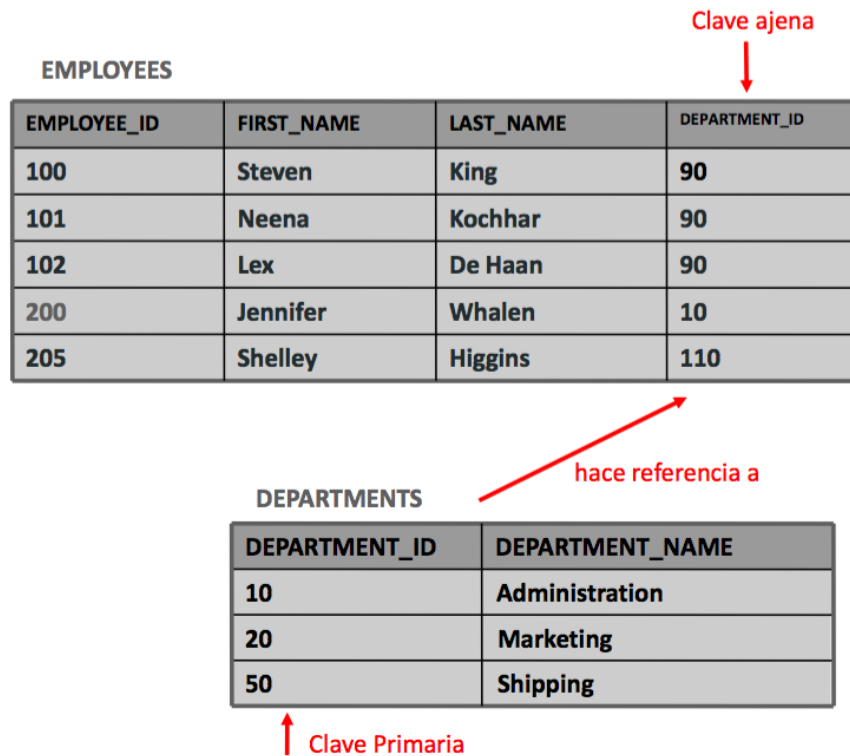 Clave ajena
EMPLOYEES
EMPLOYEE_ID FIRST_NAME LAST_NAME DEPARTMENT_ID
100 Steven King 90
101 Neena Kochhar 90
102 Lex De Haan 90
200 Jennifer Whalen 10
205 Shelley Higgins 110
hace referencia a
DEPARTMENTS
DEPARTMENT_ID DEPARTMENT_NAME
10 Administration
20 Marketing
50 Shipping
Clave Primaria